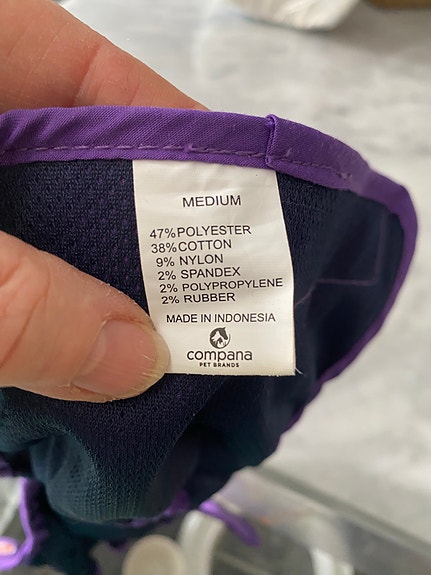 MEDIUM
47% POLYESTER
38% COTTON
9% NYLON
2% SPANDEX
2% POLYPROPYLENE
2% RUBBER
MADE IN INDONESIA
compana
PET BRANDS